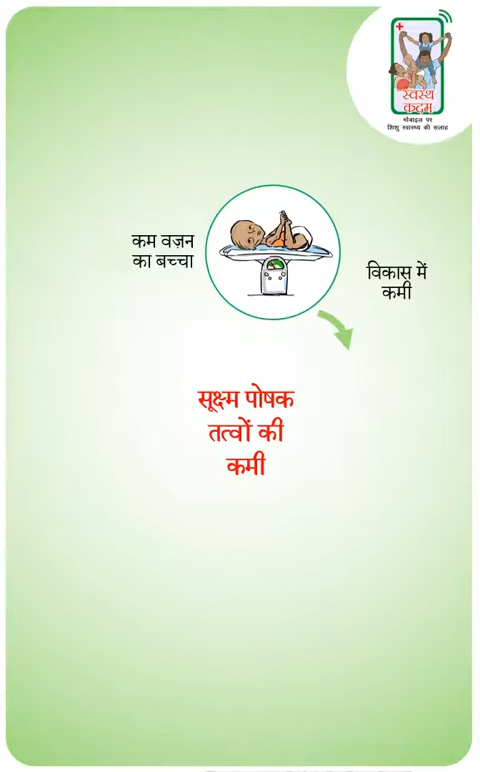 स्वस्थ
कदम
मोबाइल पर
शिशु स्वास्थ्य की सलाह
कम वज़न
का बच्चा
विकास में
कमी
सूक्ष्म पोषक
तत्वों की
कमी